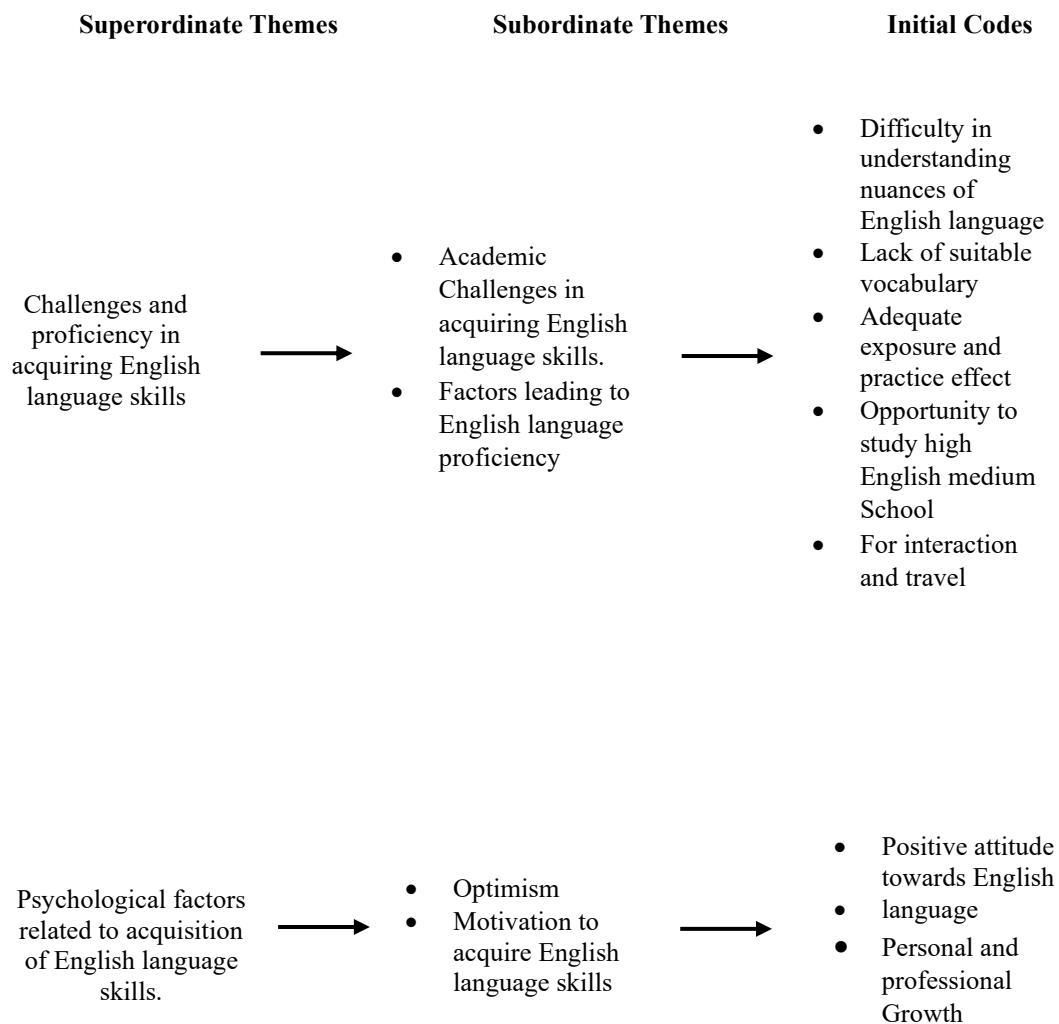 Superordinate Themes Subordinate Themes Initial Codes
Challenges and
proficiency in
acquiring English
language skills
• Academic
Challenges in
acquiring English
language skills.
• Factors leading to
English language
proficiency
• Difficulty in
understanding
nuances of
English language
• Lack of suitable
vocabulary
• Adequate
exposure and
practice effect
• Opportunity to
study high
English medium
School
• For interaction
and travel
Psychological factors
related to acquisition
of English language
skills.
• Optimism
• Motivation to
acquire English
language skills
• Positive attitude
towards English
• language
• Personal and
professional
Growth